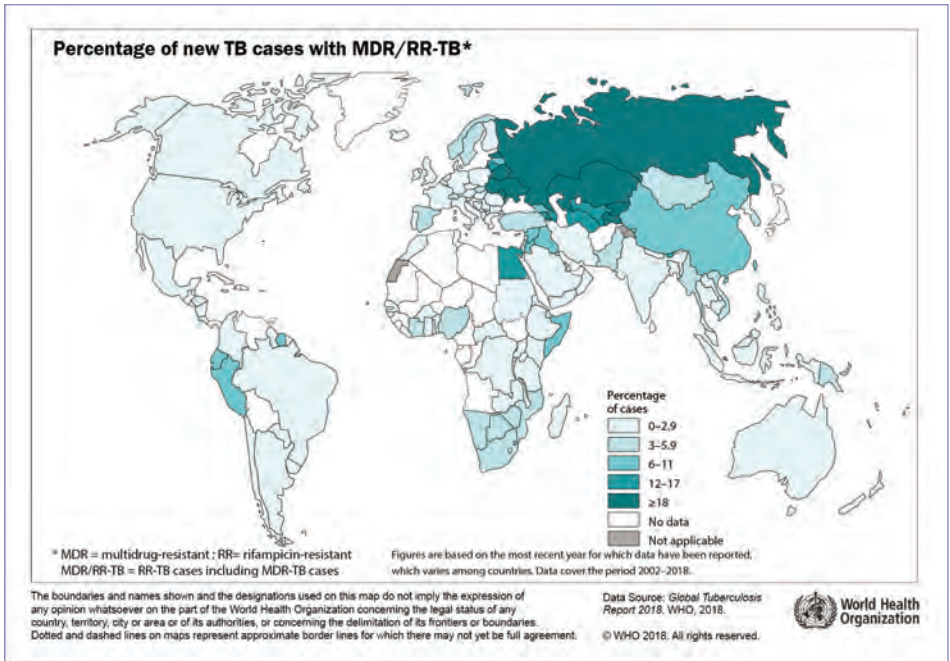 Percentage of new TB cases with MDR/RR-TB*
Percentage
of cases
0–2.9
3–5.9
6–11
12–17
≥18
No data
Not applicable
* MDR = multidrug-resistant ; RR= rifampicin-resistant
MDR/RR-TB = RR-TB cases including MDR-TB cases
Figures are based on the most recent year for which data have been reported,
which varies among countries. Data cover the period 2002–2018.
The boundaries and names shown and the designations used on this map do not imply the expression of
any opinion whatsoever on the part of the World Health Organization concerning the legal status of any
country, territory, city or area or of its authorities, or concerning the delimitation of its frontiers or boundaries.
Dotted and dashed lines on maps represent approximate border lines for which there may not yet be full agreement.
Data Source: Global Tuberculosis
Report 2018. WHO, 2018.
© WHO 2018. All rights reserved.
World Health
Organization